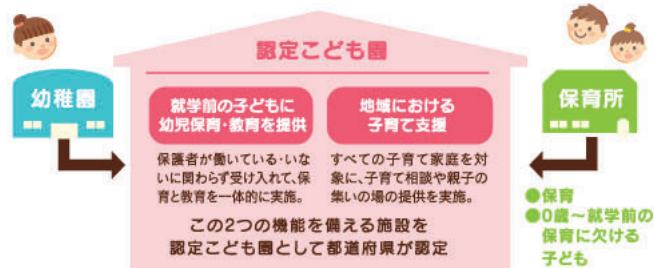 認定こども園
幼稚園
就学前の子どもに
幼児保育・教育を提供
地域における
子育て支援
保育所
保護者が働いている・いな
いに関わらず受け入れて、保
育と教育を一体的に実施。
すべての子育て家庭を対
象に、子育て相談や親子の
集いの場の提供を実施。
この2つの機能を備える施設を
認定こども園として都道府県が認定
●保育
●0歳〜就学前の
保育に欠ける
子ども